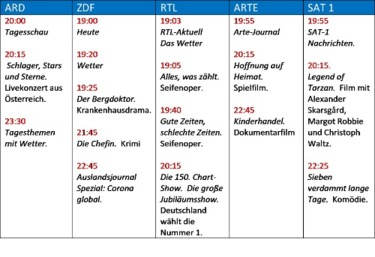 ARD
20:00
Tagesschau
20:15
Schlager, Stars
und Sterne.
Livekonzert aus
Österreich.
23:30
Tagesthemen
mit Wetter.
ZDF
19:00
Heute
19:20
Wetter
19:25
Der Bergdoktor.
Krankenhausdrama.
21:45
Die Chefin. Krimi
22:45
Auslandsjournal
Spezial: Corona
global.
RTL
19:03
RTL-Aktuell
Das Wetter
19:05
Alles, was zählt.
Seifenoper.
19:40
Gute Zeiten,
schlechte Zeiten.
Seifenoper.
20:15
Die 150. Chart-
Show. Die große
Jubiläumsshow.
Deutschland
wählt die
Nummer 1.
ARTE
19:55
Arte-Journal
20:15
Hoffnung auf
Heimat.
Spielfilm.
22:45
Kinderhandel.
Dokumentarfilm
SAT 1
19:55
SAT-1
Nachrichten.
20:15.
Legend of
Tarzan. Film mit
Alexander
Skarsgård,
Margot Robbie
und Christoph
Waltz.
22:25
Sieben
verdammt lange
Tage. Komödie.